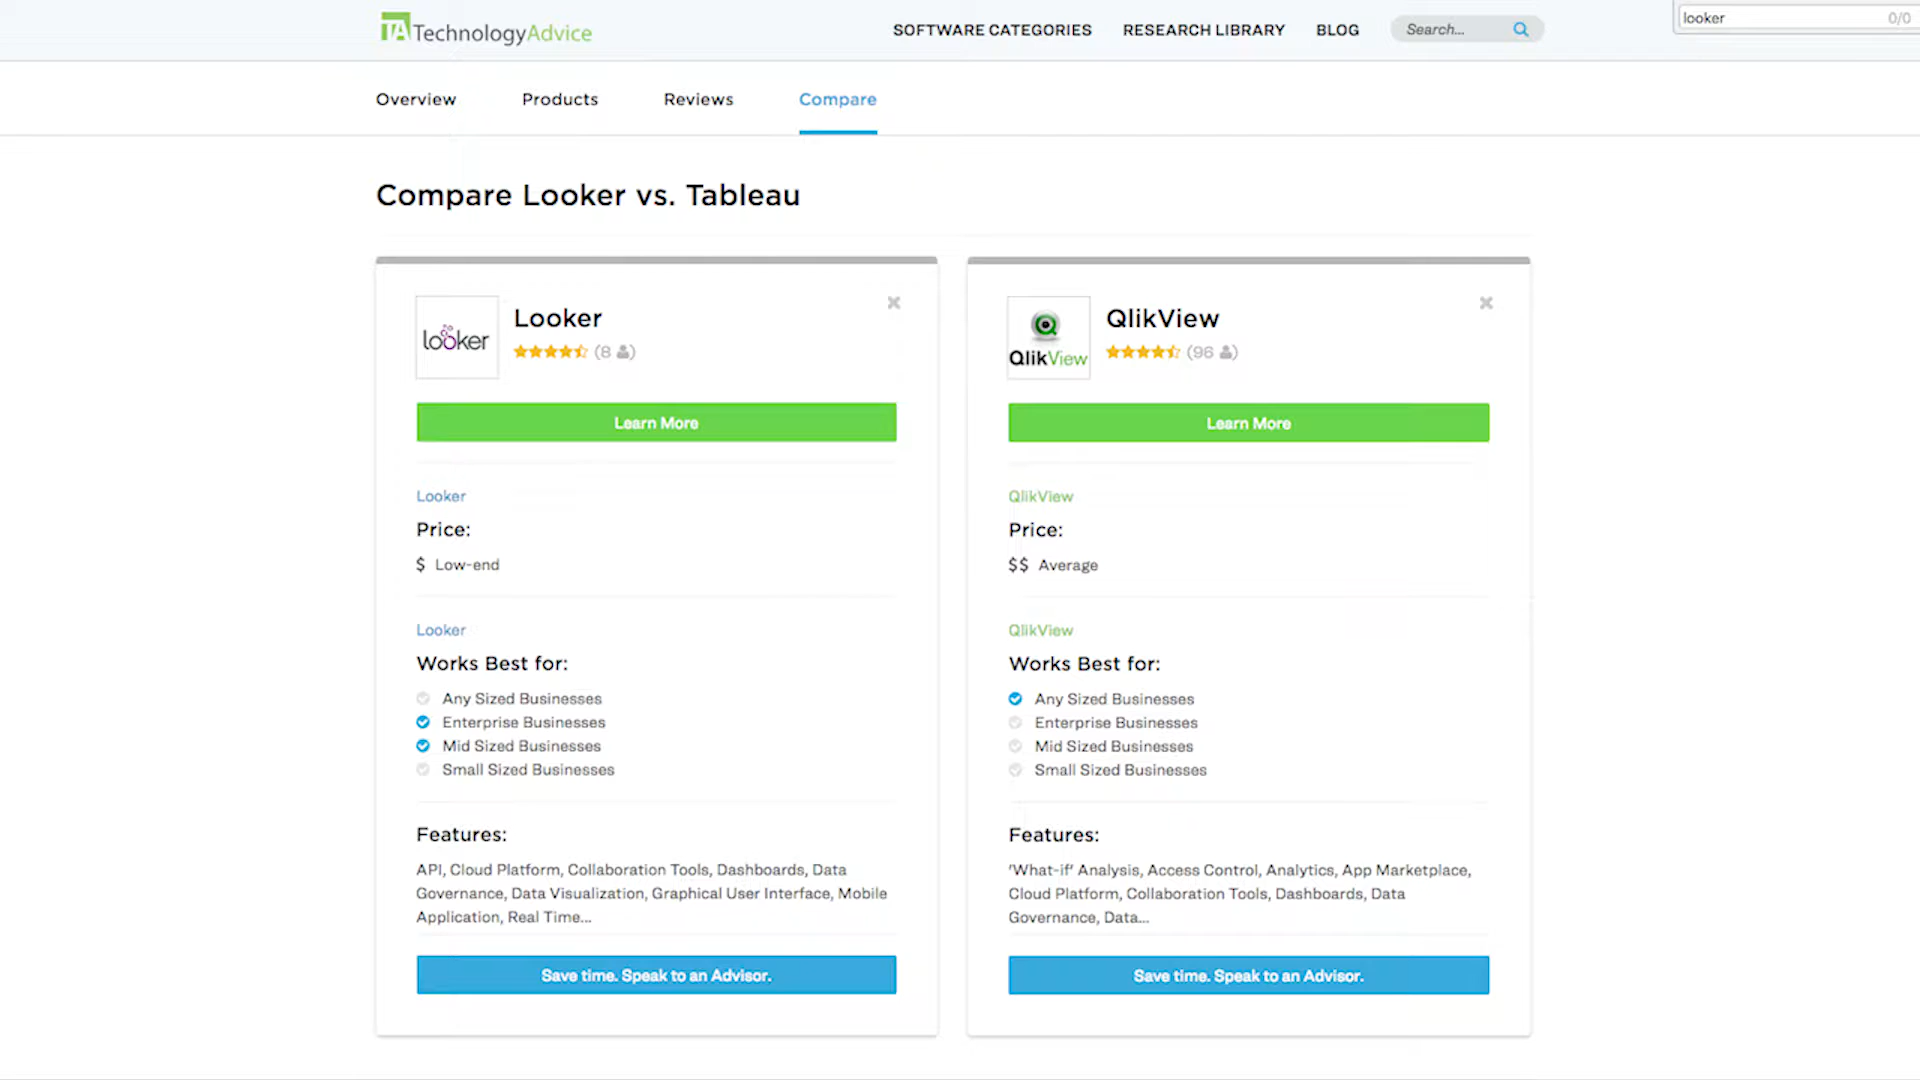 TA TechnologyAdvice
SOFTWARE CATEGORIES
RESEARCH LIBRARY
BLOG
Search...
looker
0/0
Overview
Products
Reviews
Compare
Compare Looker vs. Tableau
looker
Looker
(8)
Learn More
Looker
Price:
$ Low-end
Looker
Works Best for:
Any Sized Businesses
Enterprise Businesses
Mid Sized Businesses
Small Sized Businesses
Features:
API, Cloud Platform, Collaboration Tools, Dashboards, Data
Governance, Data Visualization, Graphical User Interface, Mobile
Application, Real Time...
Save time. Speak to an Advisor.
QlikView
QlikView
(96)
Learn More
QlikView
Price:
$$ Average
QlikView
Works Best for:
Any Sized Businesses
Enterprise Businesses
Mid Sized Businesses
Small Sized Businesses
Features:
'What-if' Analysis, Access Control, Analytics, App Marketplace,
Cloud Platform, Collaboration Tools, Dashboards, Data
Governance, Data...
Save time. Speak to an Advisor.